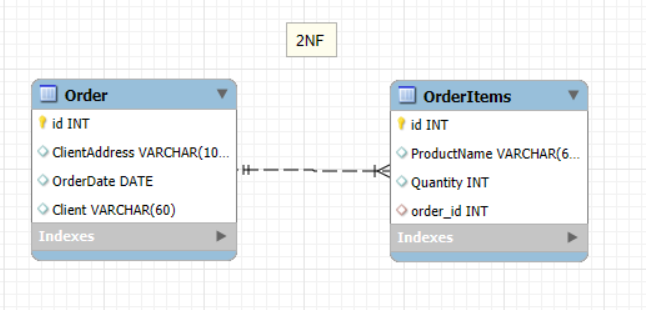 2NF
Order
id INT
ClientAddress VARCHAR(10...
OrderDate DATE
Client VARCHAR(60)
Indexes
OrderItems
id INT
ProductName VARCHAR(6...
Quantity INT
order_id INT
Indexes